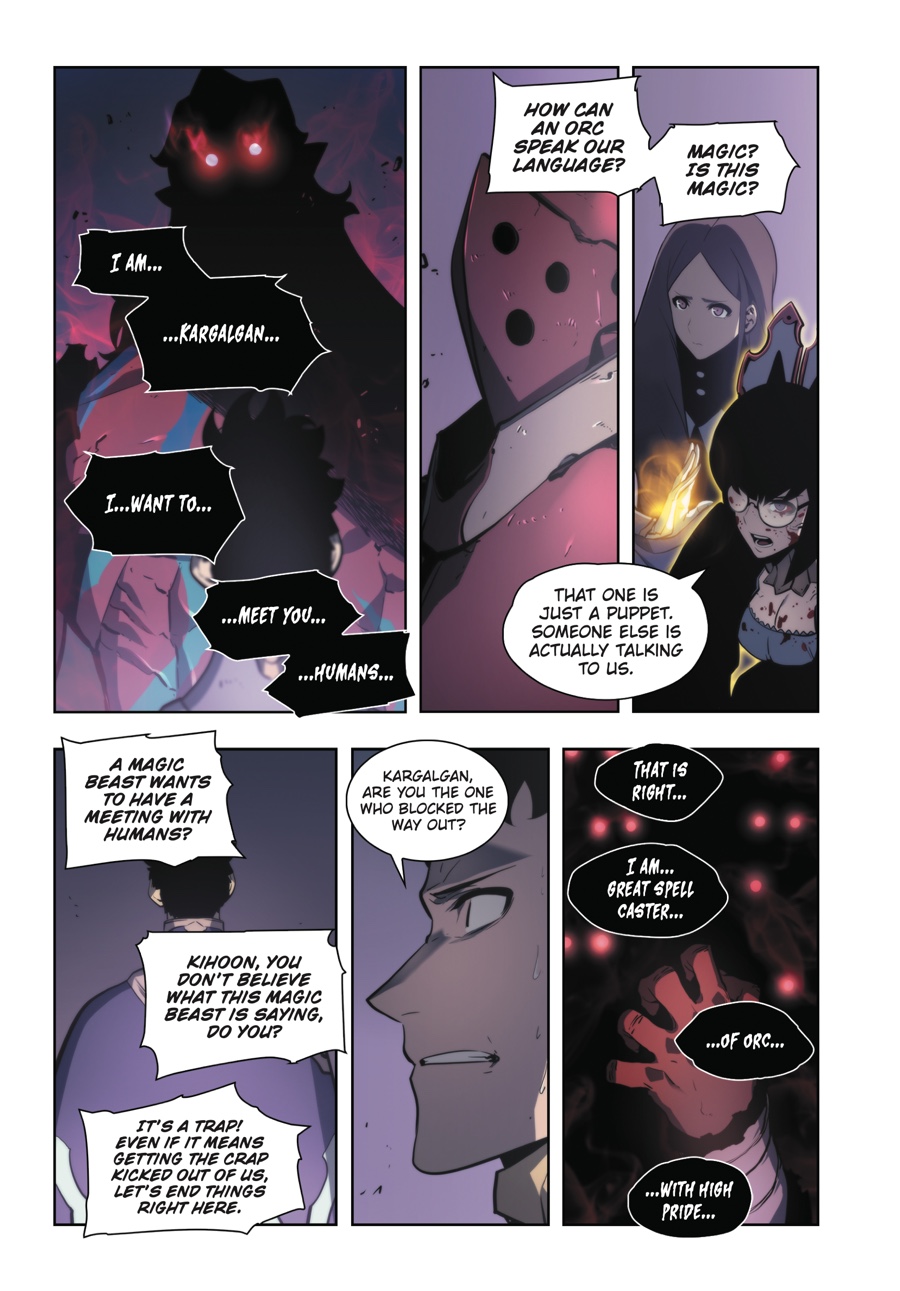 I AM...
...KARGALGAN...
I...WANT TO...
...MEET YOU...
...HUMANS...
HOW CAN
AN ORC
SPEAK OUR
LANGUAGE?
MAGIC?
IS THIS
MAGIC?
THAT ONE IS
JUST A PUPPET.
SOMEONE ELSE IS
ACTUALLY TALKING
TO US.
A MAGIC
BEAST WANTS
TO HAVE A
MEETING WITH
HUMANS?
KIHOON, YOU
DON'T BELIEVE
WHAT THIS MAGIC
BEAST IS SAYING,
DO YOU?
IT'S A TRAP!
EVEN IF IT MEANS
GETTING THE CRAP
KICKED OUT OF US,
LET'S END THINGS
RIGHT HERE.
KARGALGAN,
ARE YOU THE ONE
WHO BLOCKED THE
WAY OUT?
THAT IS
RIGHT...
I AM...
GREAT SPELL
CASTER...
...OF ORC...
...WITH HIGH
PRIDE...